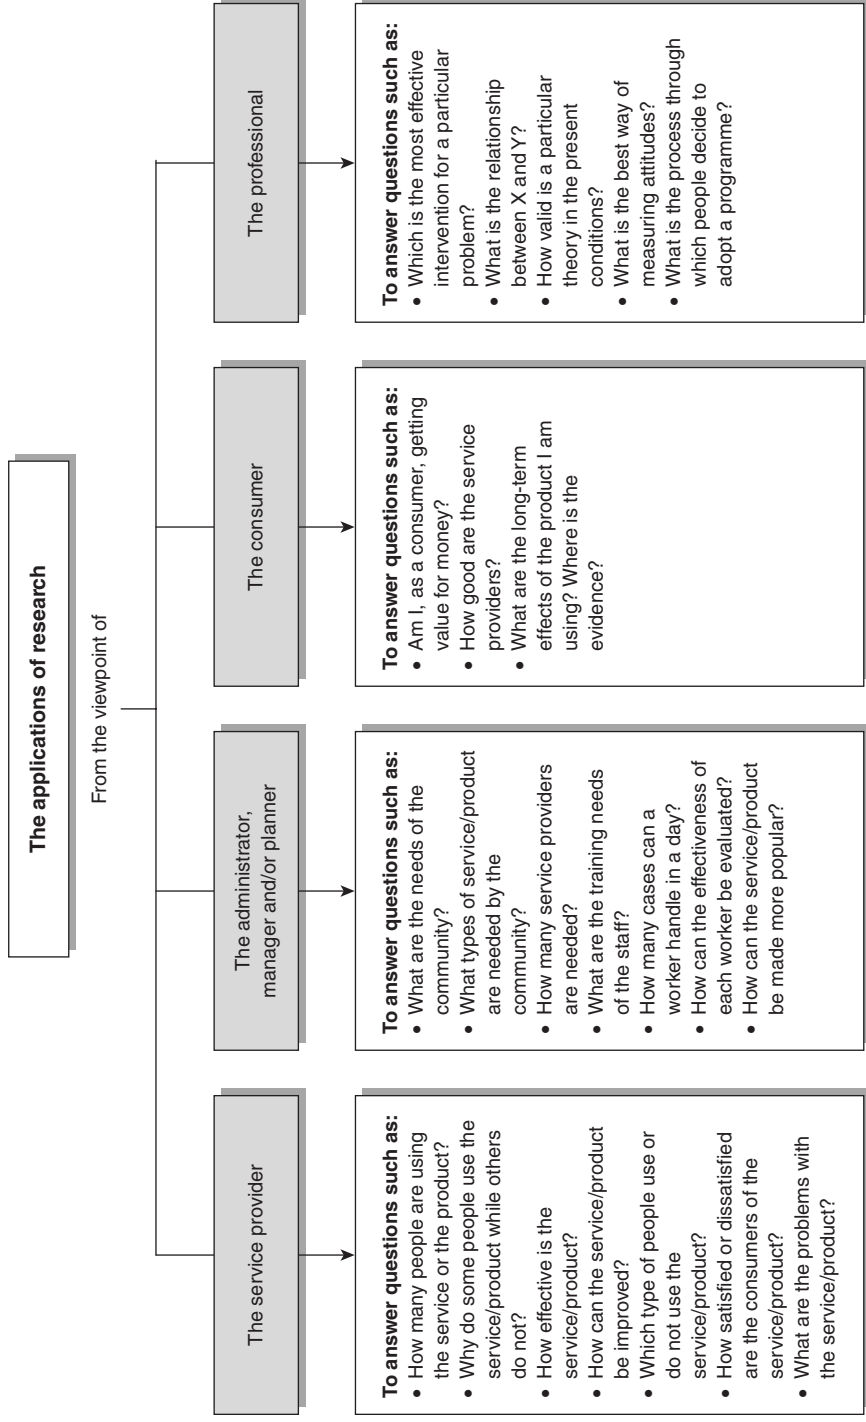 The applications of research
From the viewpoint of
The service provider
To answer questions such as:
• How many people are using
the service or the product?
• Why do some people use the
service/product while others
do not?
• How effective is the
service/product?
• How can the service/product
be improved?
• Which type of people use or
do not use the
service/product?
• How satisfied or dissatisfied
are the consumers of the
service/product?
• What are the problems with
the service/product?
The administrator,
manager and/or planner
To answer questions such as:
• What are the needs of the
community?
• What types of service/product
are needed by the
community?
• How many service providers
are needed?
• What are the training needs
of the staff?
• How many cases can a
worker handle in a day?
• How can the effectiveness of
each worker be evaluated?
• How can the service/product
be made more popular?
The consumer
To answer questions such as:
• Am I, as a consumer, getting
value for money?
• How good are the service
providers?
• What are the long-term
effects of the product I am
using? Where is the
evidence?
The professional
To answer questions such as:
• Which is the most effective
intervention for a particular
problem?
• What is the relationship
between X and Y?
• How valid is a particular
theory in the present
conditions?
• What is the best way of
measuring attitudes?
• What is the process through
which people decide to
adopt a programme?